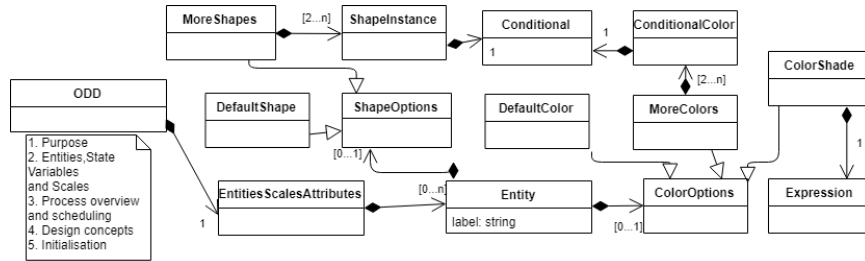 MoreShapes
[2...n]
ShapeInstance
Conditional
1
1
ConditionalColor
ColorShade
ODD
DefaultShape
ShapeOptions
DefaultColor
[2...n]
MoreColors
1. Purpose
2. Entities,State
Variables
and Scales
3. Process overview
and scheduling
4. Design concepts
5. Initialisation
[0...1]
1
EntitiesScalesAttributes
1
[0...n]
Entity
label: string
ColorOptions
[0...1]
Expression